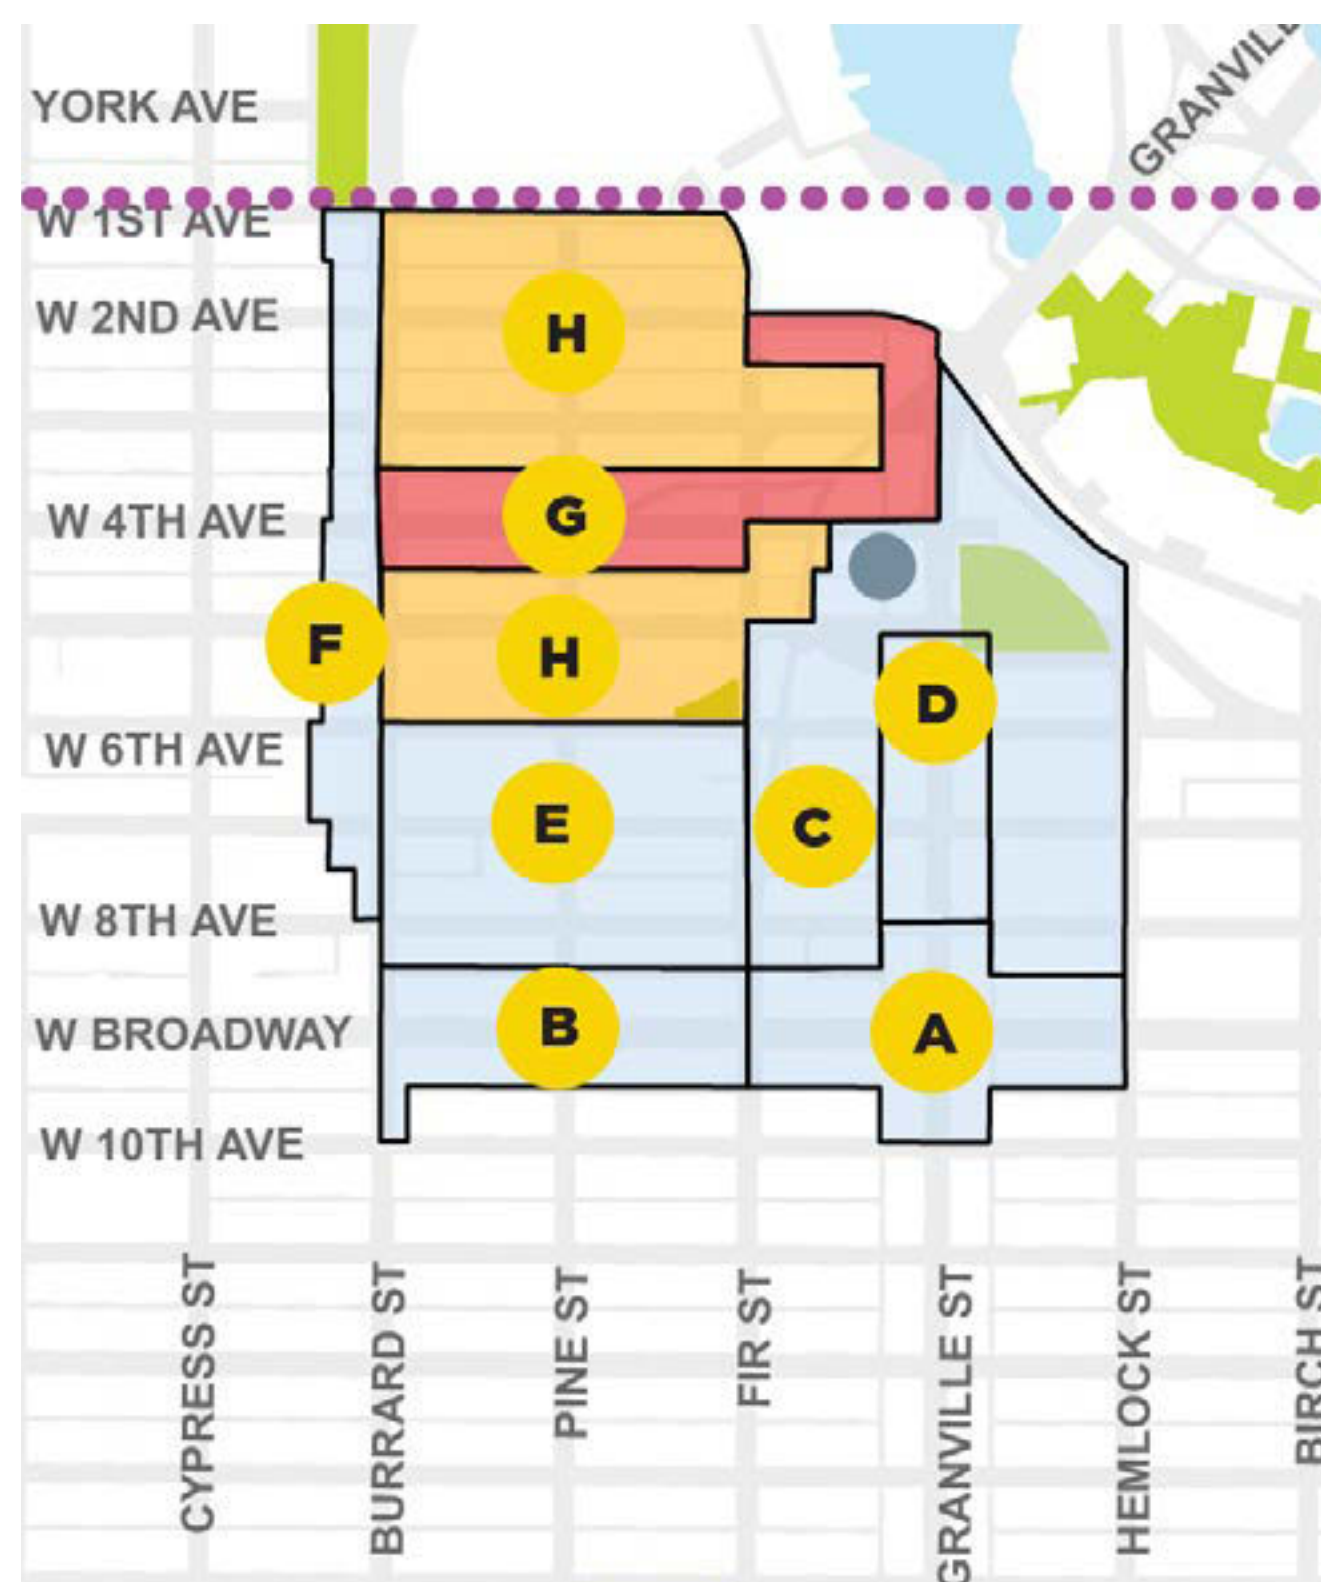 YORK AVE
GRANVILL
W 1ST AVE
W 2ND AVE
H
W 4TH AVE
G
F
H
D
W 6TH AVE
E
C
W 8TH AVE
W BROADWAY
B
A
W 10TH AVE
CYPRESS ST
BURRARD ST
PINE ST
FIR ST
GRANVILLE ST
HEMLOCK ST
BIRCH ST